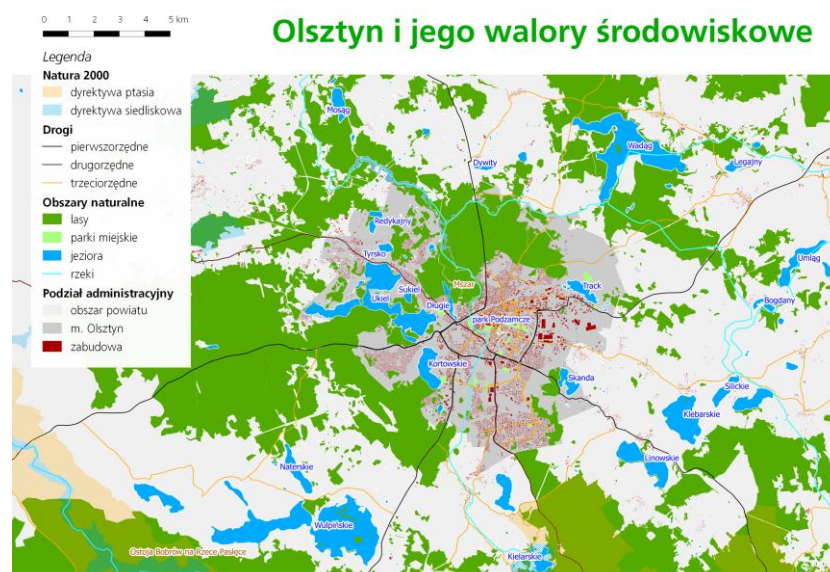 0 1 2 3 4 5 km
Olsztyn i jego walory środowiskowe
Legenda
Natura 2000
dyrektywa ptasia
dyrektywa siedliskowa
Drogi
pierwszorzędne
drugorzędne
trzeciorzędne
Obszary naturalne
lasy
parki miejskie
jeziora
rzeki
Podział administracyjny
obszar powiatu
m. Olsztyn
zabudowa
Mosąg
Wadąg
Dywity
Legajny
Redykajny
Tyrsko
Umląg
Mszar
Sukiel
Track
Ukiel
Długie
Bogdany
park Podzamcze
Kortowskie
Skanda
Silickie
Klebarskie
Linowskie
Naterskie
Wulpińskie
Ostoja Bobrów na Rzece Pasłęce
Kielarskie